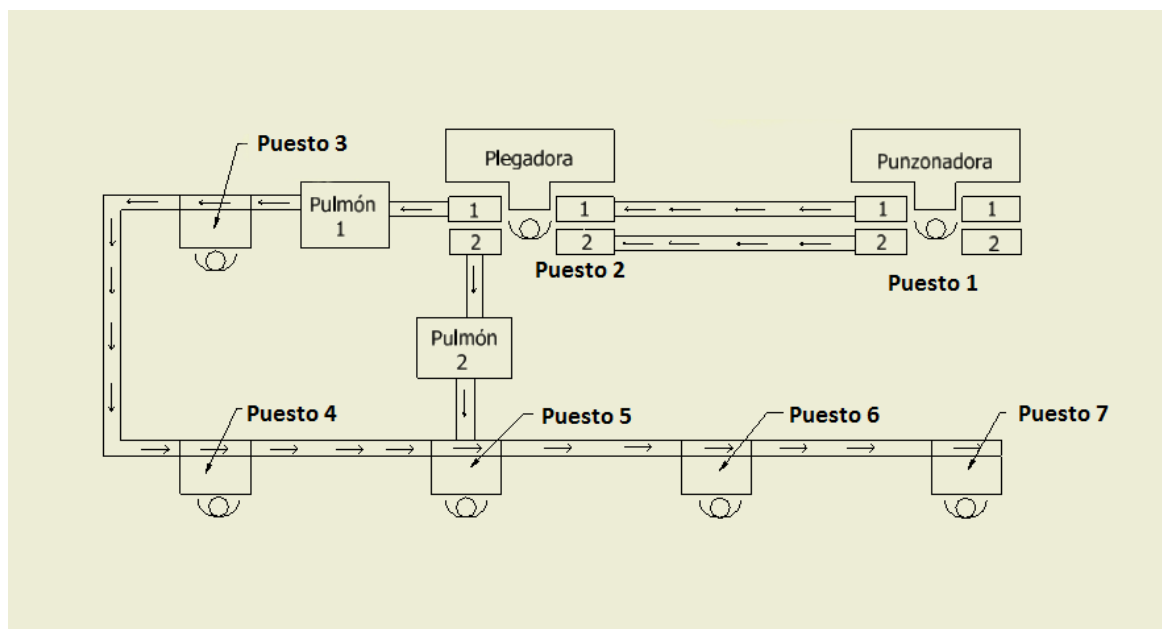 Puesto 3
Plegadora
Punzonadora
Pulmón
1
1
1
1
1
2
2
2
2
Puesto 2
Puesto 1
Pulmón
2
Puesto 4
Puesto 5
Puesto 6
Puesto 7